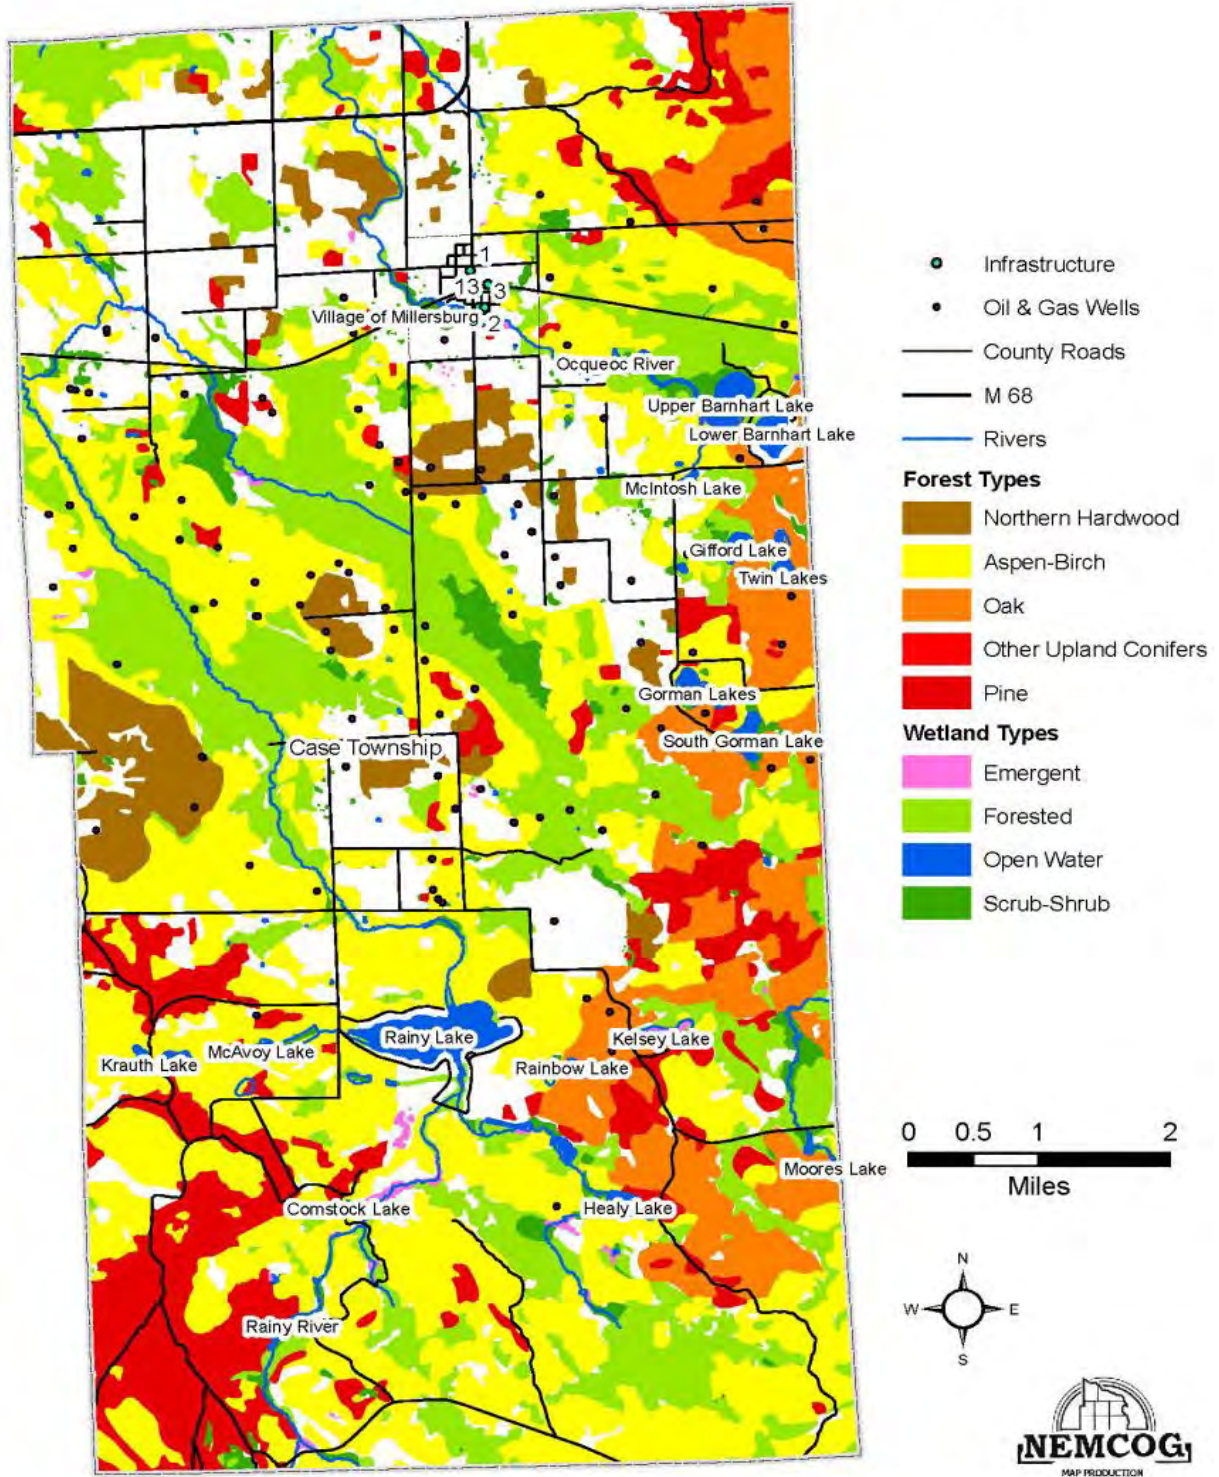 1
13
3
Village of Millersburg
2
Ocqueoc River
Upper Barnhart Lake
Lower Barnhart Lake
McIntosh Lake
Gifford Lake
Twin Lakes
Gorman Lakes
South Gorman Lake
Case Township
Rainy Lake
Kelsey Lake
McAvoy Lake
Krauth Lake
Rainbow Lake
Moores Lake
Comstock Lake
Healy Lake
Rainy River
Infrastructure
Oil & Gas Wells
County Roads
M 68
Rivers
Forest Types
Northern Hardwood
Aspen-Birch
Oak
Other Upland Conifers
Pine
Wetland Types
Emergent
Forested
Open Water
Scrub-Shrub
0 0.5 1 2
Miles
N
W E
S
NEMCOG
MAP PRODUCTION